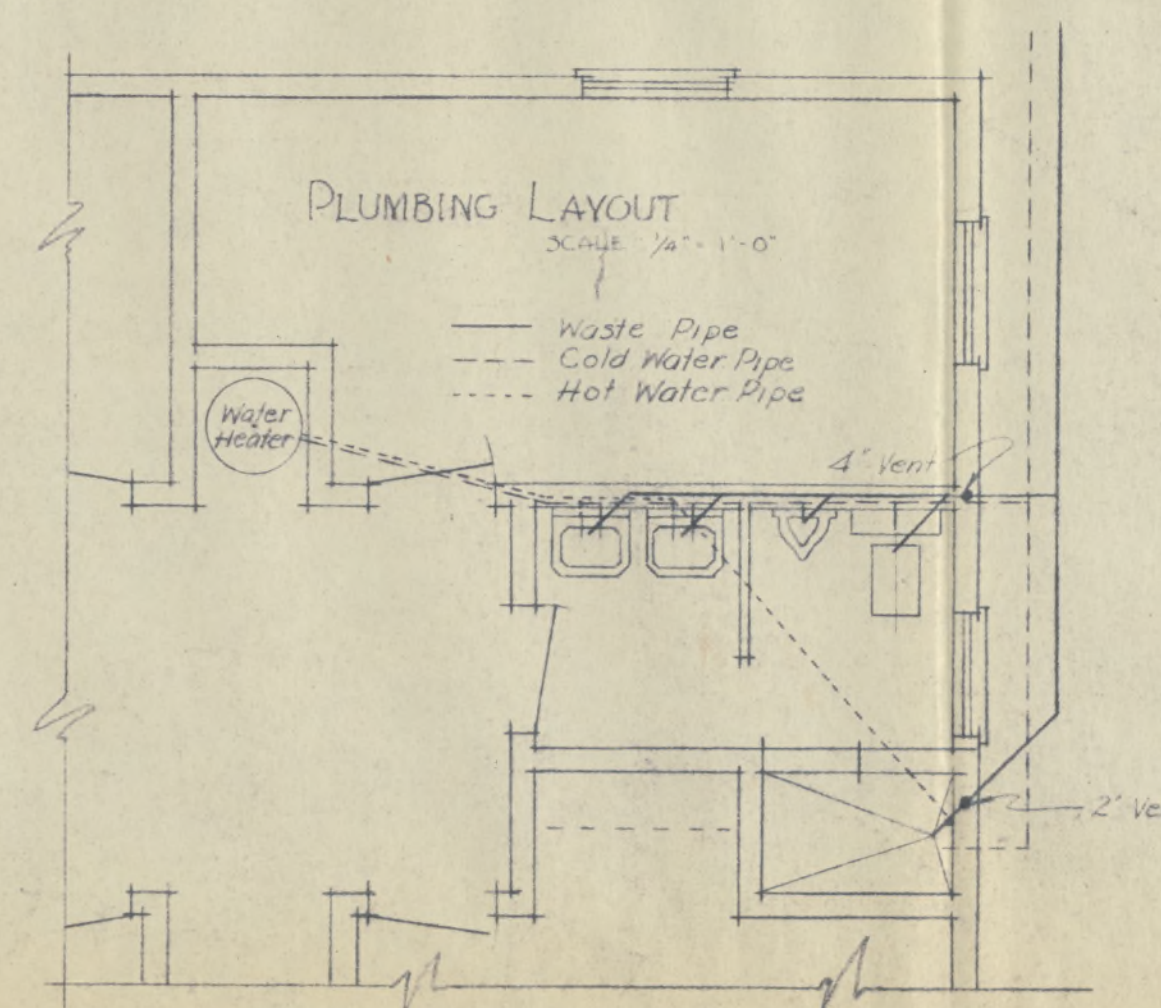 PLUMBING LAYOUT
SCALE 1/4" = 1'-0"
Waste Pipe
Cold Water Pipe
Hot Water Pipe
Water
Heater
4" Vent
2"